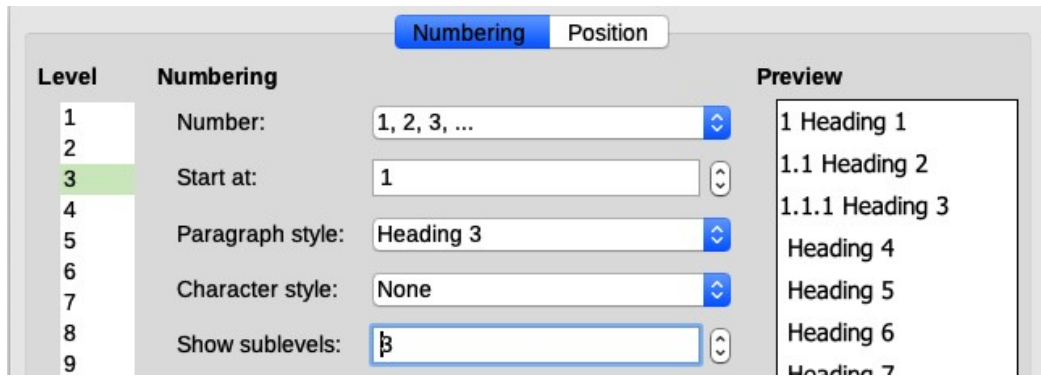 Numbering Position
Level Numbering Preview
1
2
3
4
5
6
7
8
9
Number: 1, 2, 3, ...
Start at: 1
Paragraph style: Heading 3
Character style: None
Show sublevels: 3
1 Heading 1
1.1 Heading 2
1.1.1 Heading 3
Heading 4
Heading 5
Heading 6
Heading 7